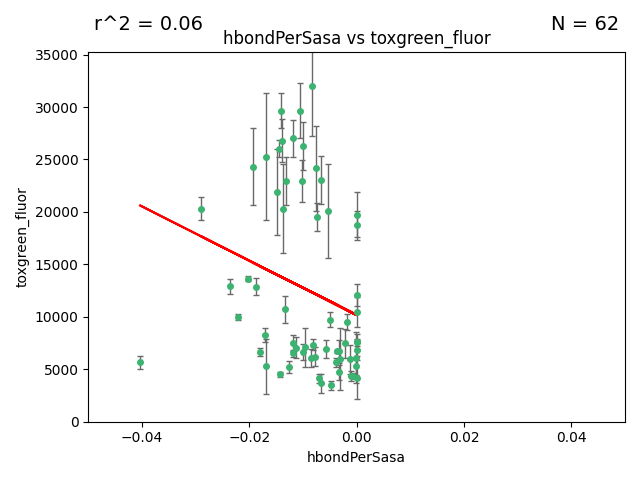 r^2 = 0.06
N = 62
hbondPerSasa vs toxgreen_fluor
35000
30000
25000
20000
15000
10000
5000
0
toxgreen_fluor
−0.04
−0.02
0.00
0.02
0.04
hbondPerSasa